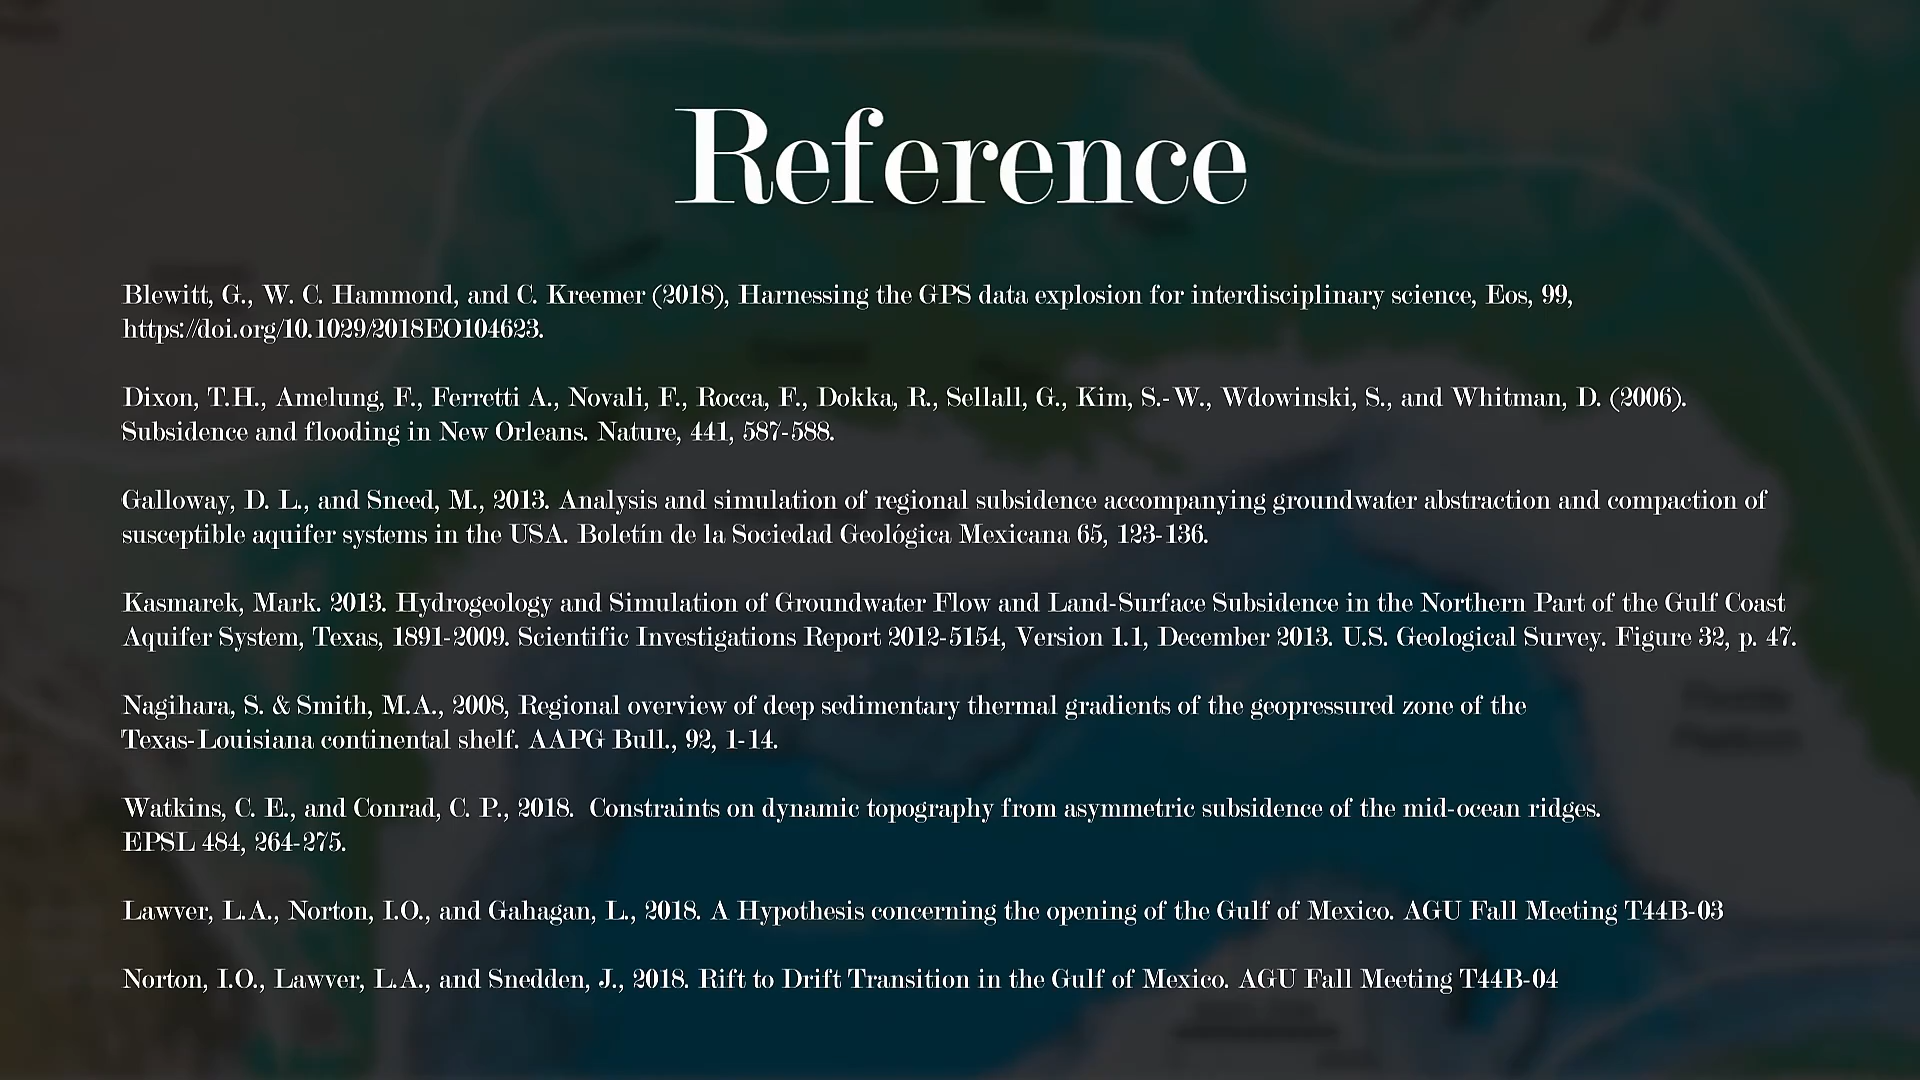 Reference
Blewitt, G., W. C. Hammond, and C. Kreemer (2018), Harnessing the GPS data explosion for interdisciplinary science, Eos, 99,
https://doi.org/10.1029/2018EO104623.
Dixon, T.H., Amelung, F., Ferretti A., Novali, F., Rocca, F., Dokka, R., Sellall, G., Kim, S.-W., Wdowinski, S., and Whitman, D. (2006).
Subsidence and flooding in New Orleans. Nature, 441, 587-588.
Galloway, D. L., and Sneed, M., 2013. Analysis and simulation of regional subsidence accompanying groundwater abstraction and compaction of
susceptible aquifer systems in the USA. Boletín de la Sociedad Geológica Mexicana 65, 123-136.
Kasmarek, Mark. 2013. Hydrogeology and Simulation of Groundwater Flow and Land-Surface Subsidence in the Northern Part of the Gulf Coast
Aquifer System, Texas, 1891-2009. Scientific Investigations Report 2012-5154, Version 1.1, December 2013. U.S. Geological Survey. Figure 32, p. 47.
Nagihara, S. & Smith, M.A., 2008, Regional overview of deep sedimentary thermal gradients of the geopressured zone of the
Texas-Louisiana continental shelf. AAPG Bull., 92, 1-14.
Watkins, C. E., and Conrad, C. P., 2018.  Constraints on dynamic topography from asymmetric subsidence of the mid-ocean ridges.
EPSL 484, 264-275.
Lawver, L.A., Norton, I.O., and Gahagan, L., 2018. A Hypothesis concerning the opening of the Gulf of Mexico. AGU Fall Meeting T44B-03
Norton, I.O., Lawver, L.A., and Snedden, J., 2018. Rift to Drift Transition in the Gulf of Mexico. AGU Fall Meeting T44B-04